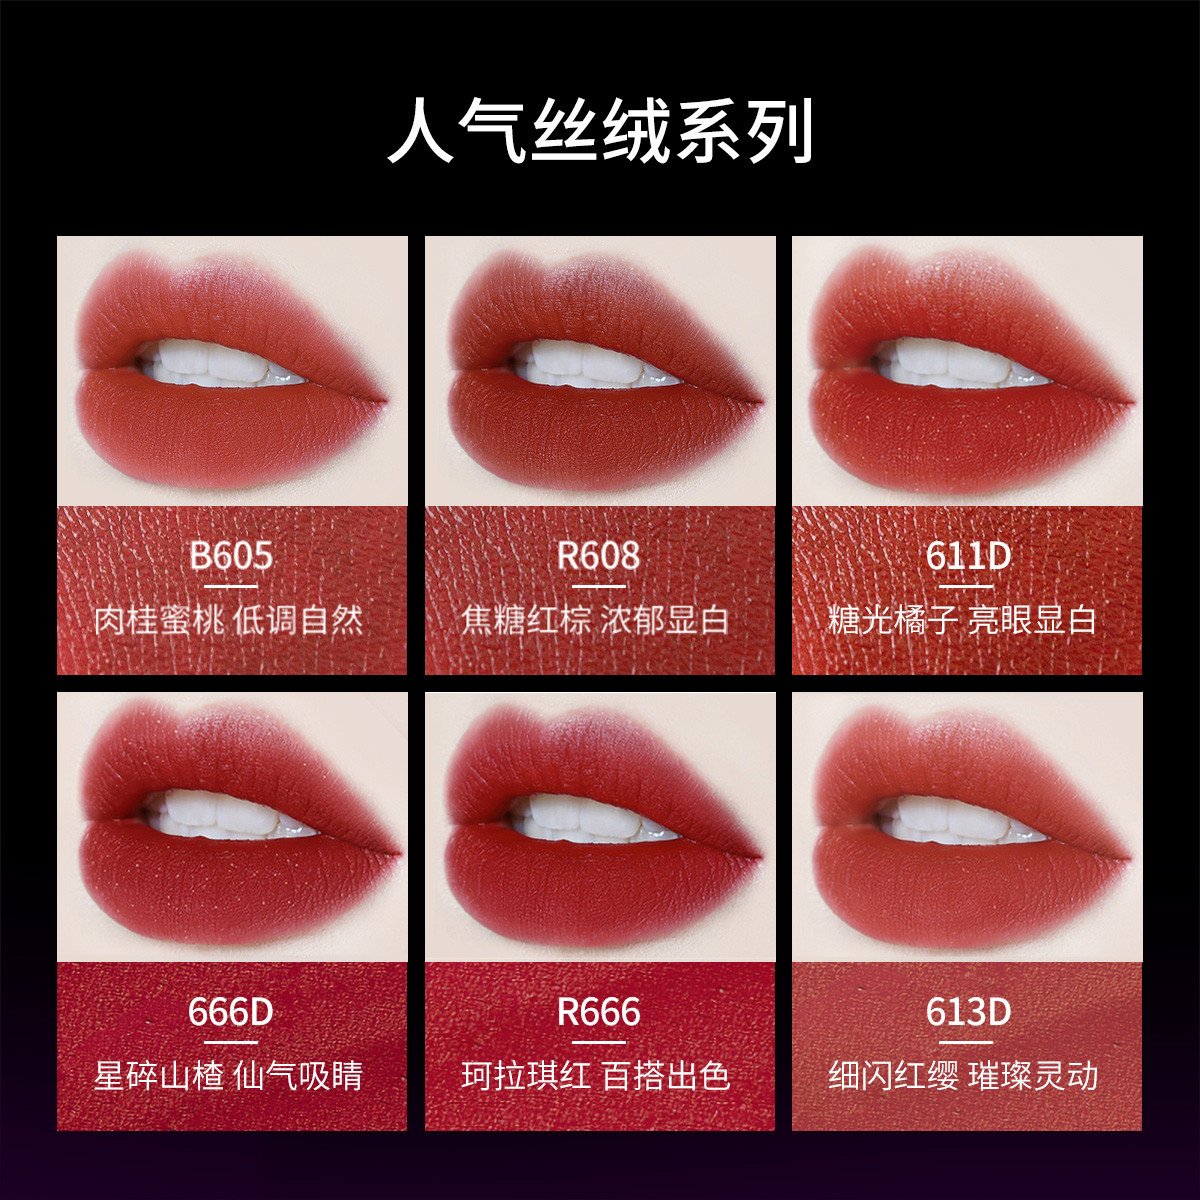 人气丝绒系列
B605
肉桂蜜桃 低调自然
R608
焦糖红棕 浓郁显白
611D
糖光橘子 亮眼显白
666D
星碎山楂 仙气吸睛
R666
珂拉琪红 百搭出色
613D
细闪红缨 璀璨灵动